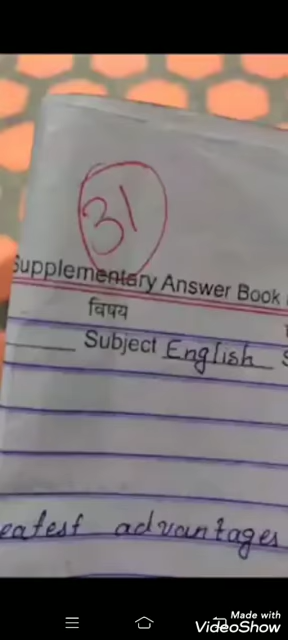 31
Supplementary Answer Book
विषय
Subject English S
eatest advantages
Made with
VideoShow